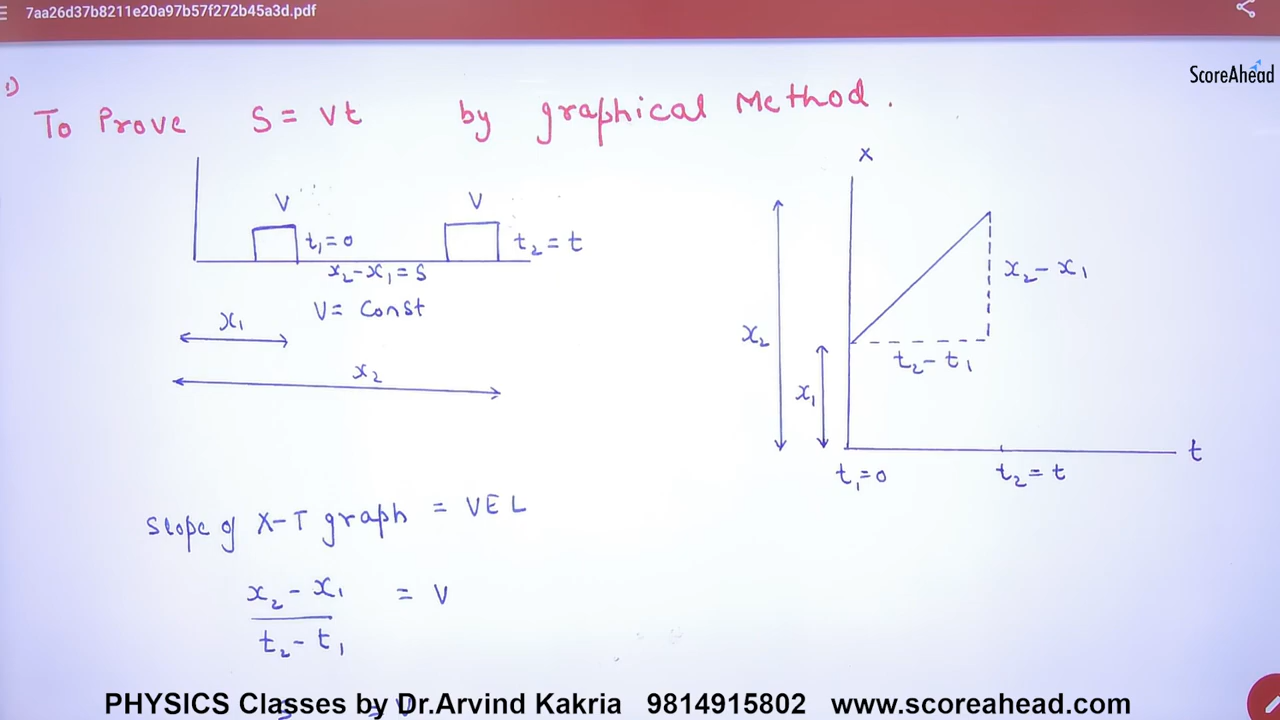 7aa26d37b8211e20a97b57f272b45a3d.pdf
ScoreAhead
1)
To Prove S = vt by graphical Method.
V
V
t₁=0
t₂=t
x₂-x₁=S
V= Const
x₁
x₂
x
x₂
x₁
x₂-x₁
t₂-t₁
t₁=0
t₂=t
t
Slope of X-T graph = VEL
x₂-x₁
= V
t₂-t₁
PHYSICS Classes by Dr.Arvind Kakria 9814915802 www.scoreahead.com